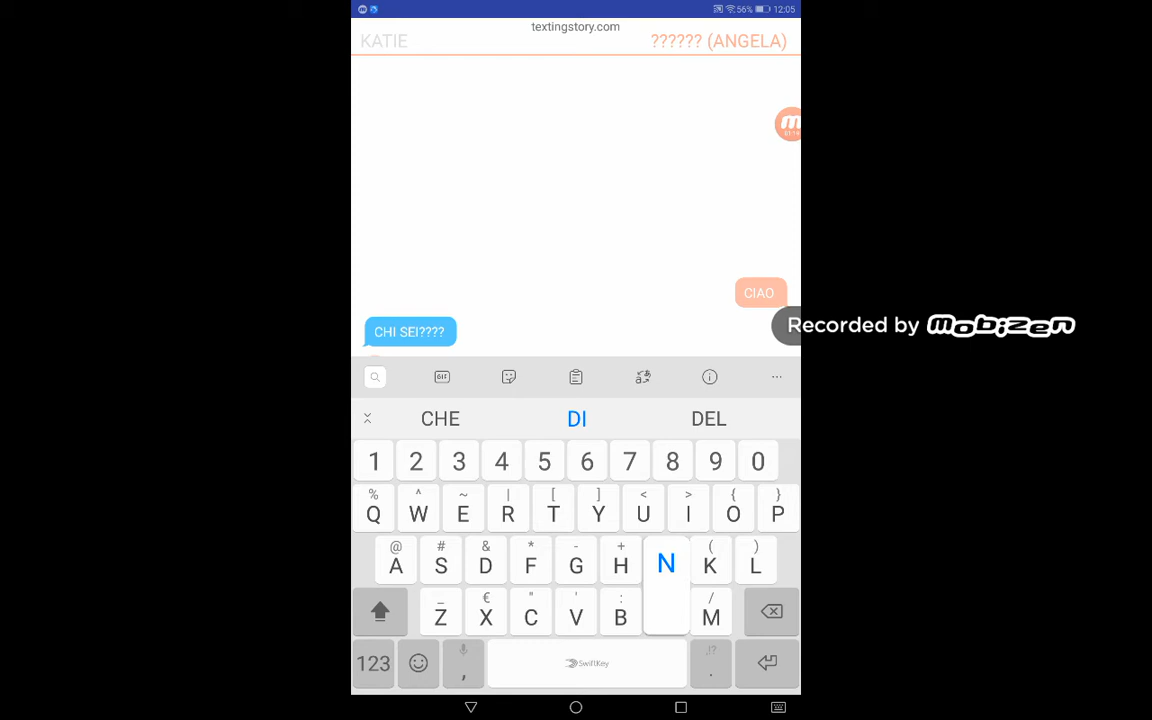 56% 12:05
textingstory.com
KATIE ?????? (ANGELA)
CIAO
CHI SEI????
Recorded by mobizen
GIF
CHE DI DEL
1 2 3 4 5 6 7 8 9 0
% ^ ~ | [ ] < > { }
Q W E R T Y U I O P
@ # & * - + ( )
A S D F G H N K L
_ € " ' : /
Z X C V B M
123 , SwiftKey ,!? .